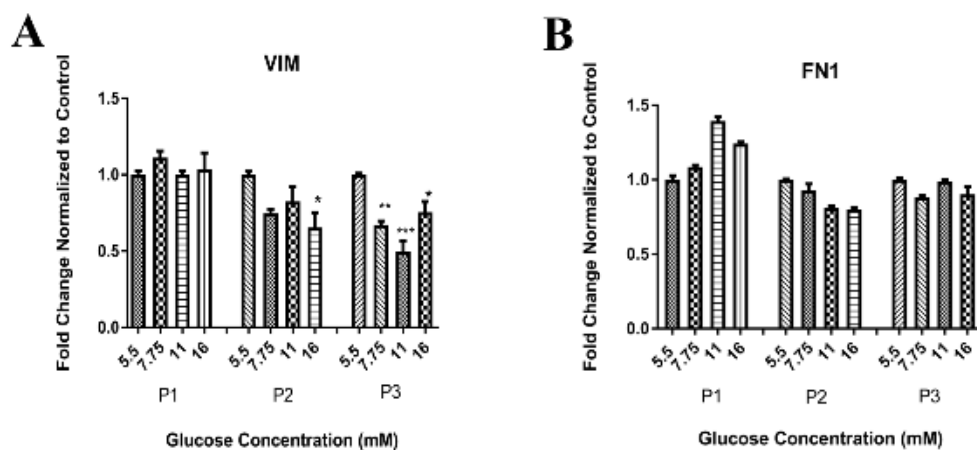 A
VIM
Fold Change Normalized to Control
1.5
1.0
0.5
0.0
* ** *** *
5.5 7.75 11 16 5.5 7.75 11 16 5.5 7.75 11 16
P1 P2 P3
Glucose Concentration (mM)
B
FN1
Fold Change Normalized to Control
1.5
1.0
0.5
0.0
5.5 7.75 11 16 5.5 7.75 11 16 5.5 7.75 11 16
P1 P2 P3
Glucose Concentration (mM)